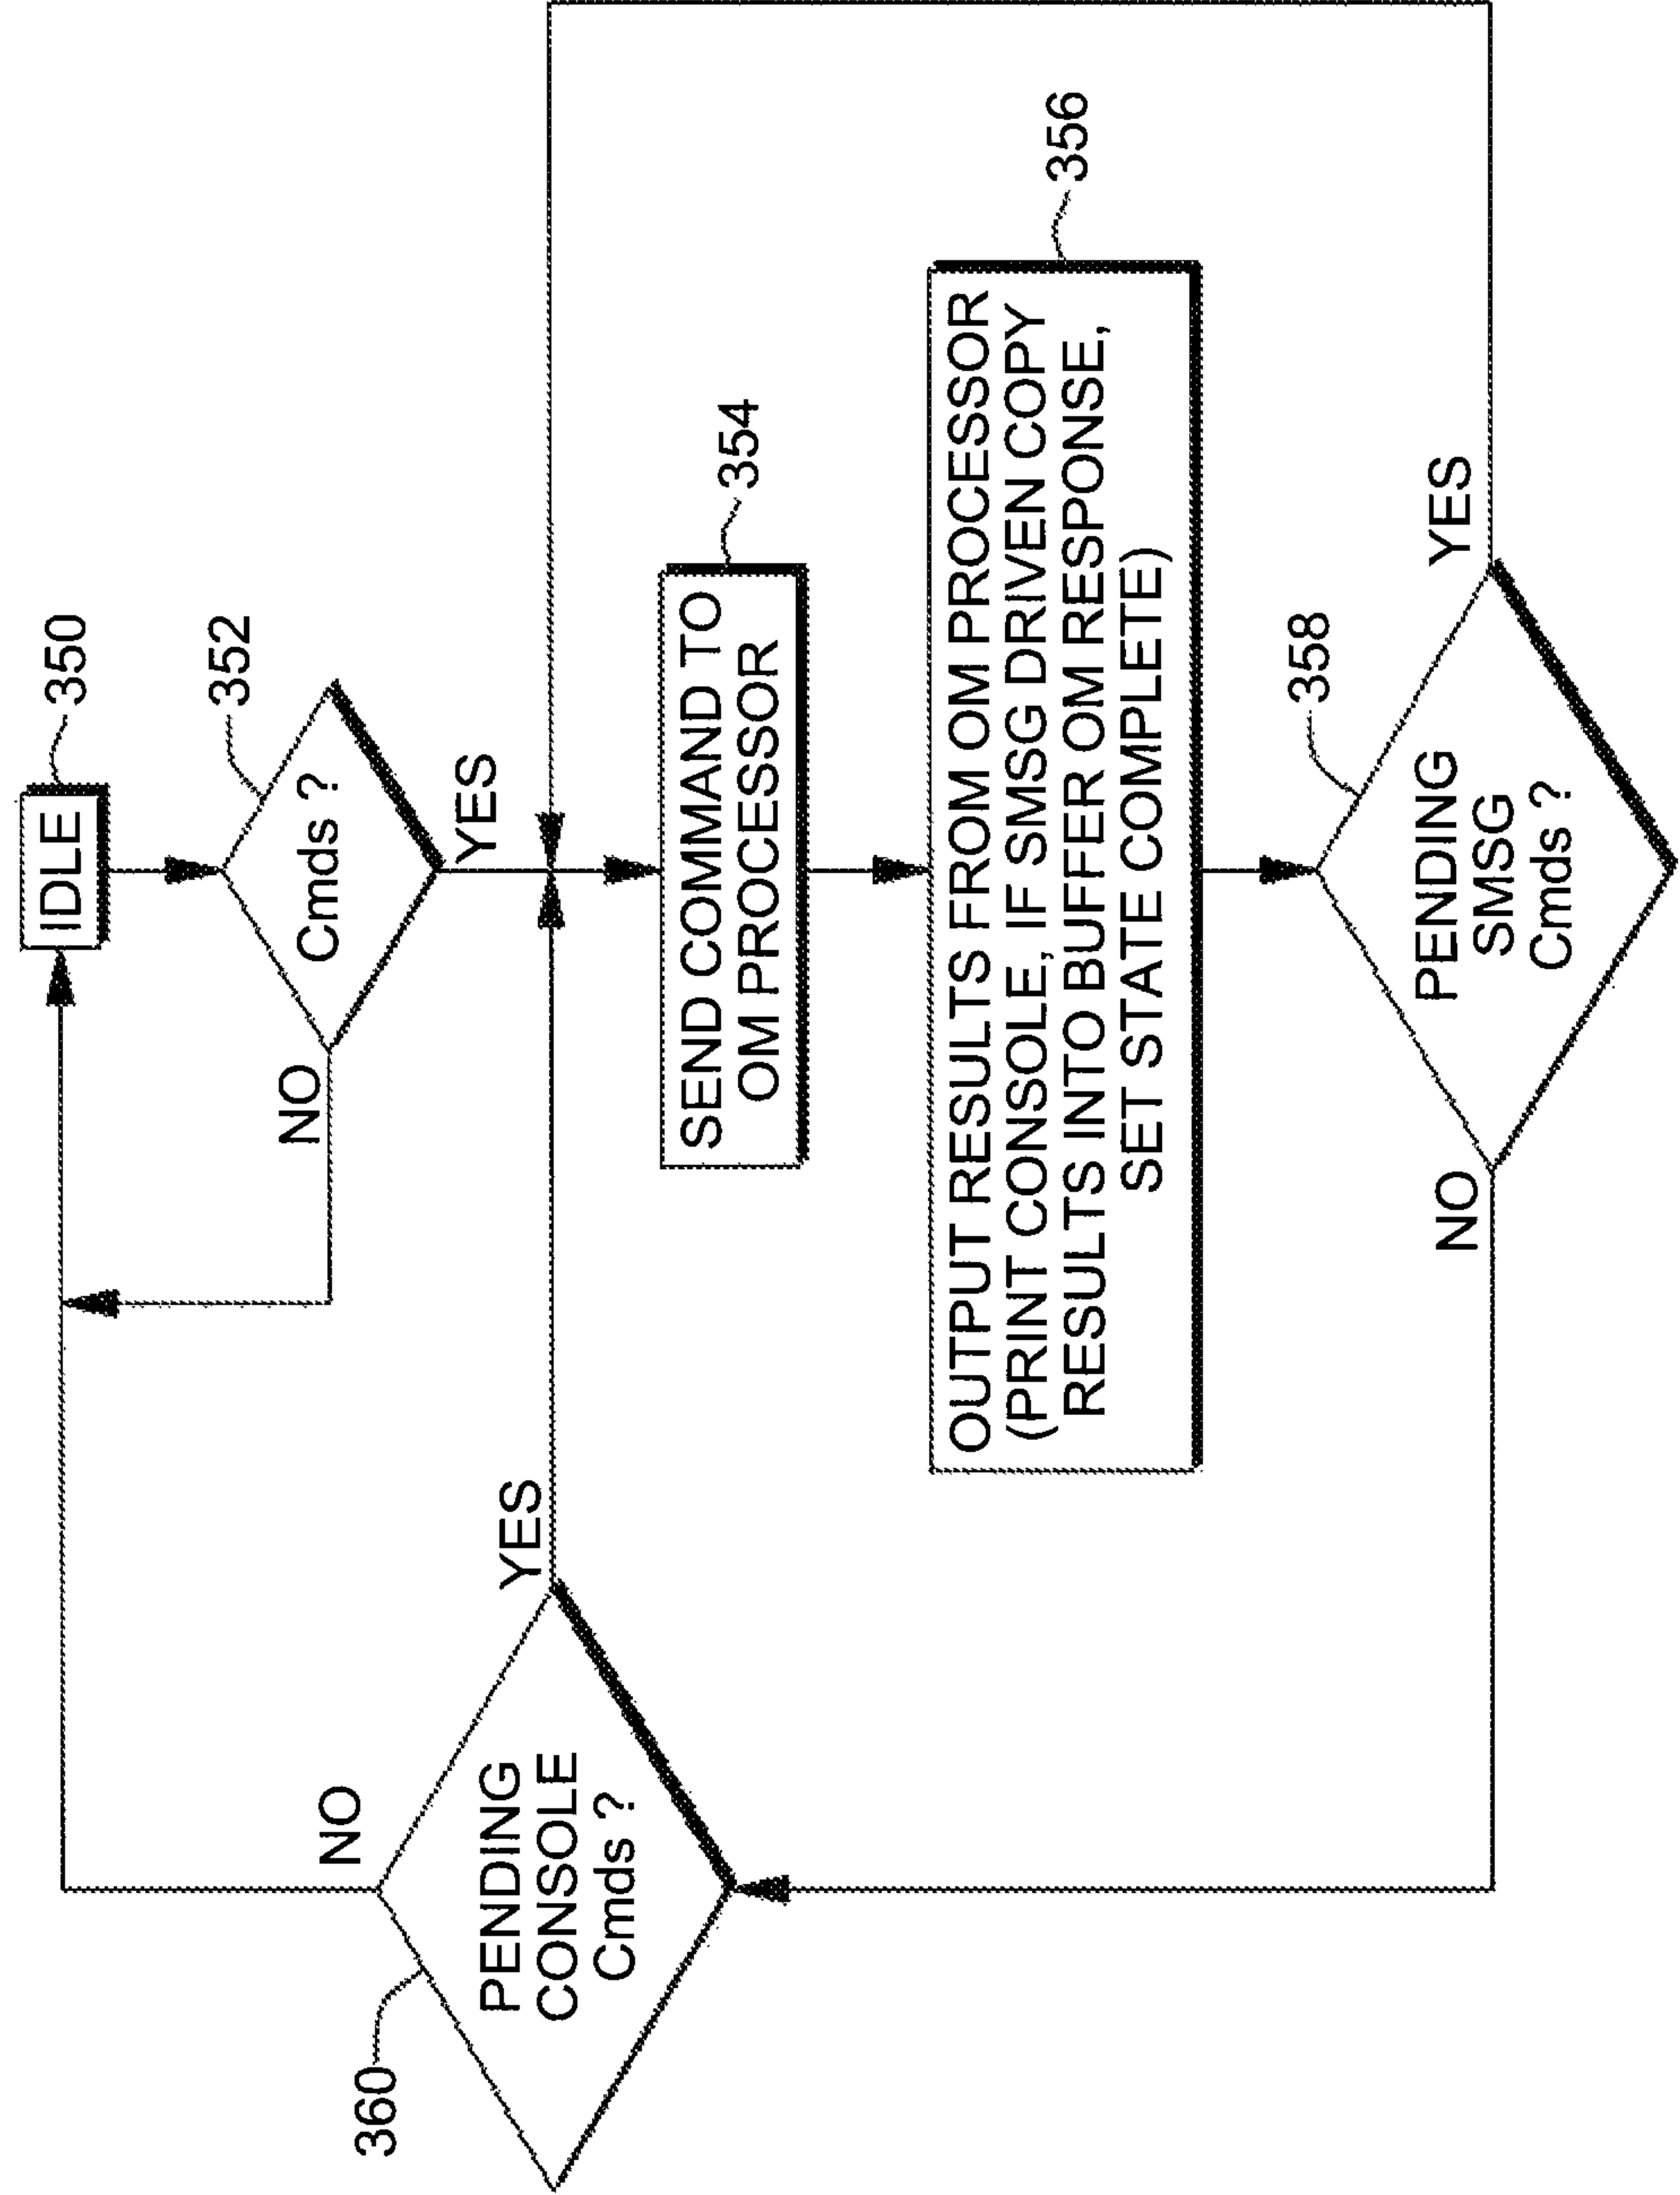 IDLE
350
352
Cmds ?
NO
YES
SEND COMMAND TO
OM PROCESSOR
354
OUTPUT RESULTS FROM OM PROCESSOR
(PRINT CONSOLE, IF SMSG DRIVEN COPY
RESULTS INTO BUFFER OM RESPONSE,
SET STATE COMPLETE)
356
358
PENDING
SMSG
Cmds ?
NO
YES
360
PENDING
CONSOLE
Cmds ?
NO
YES